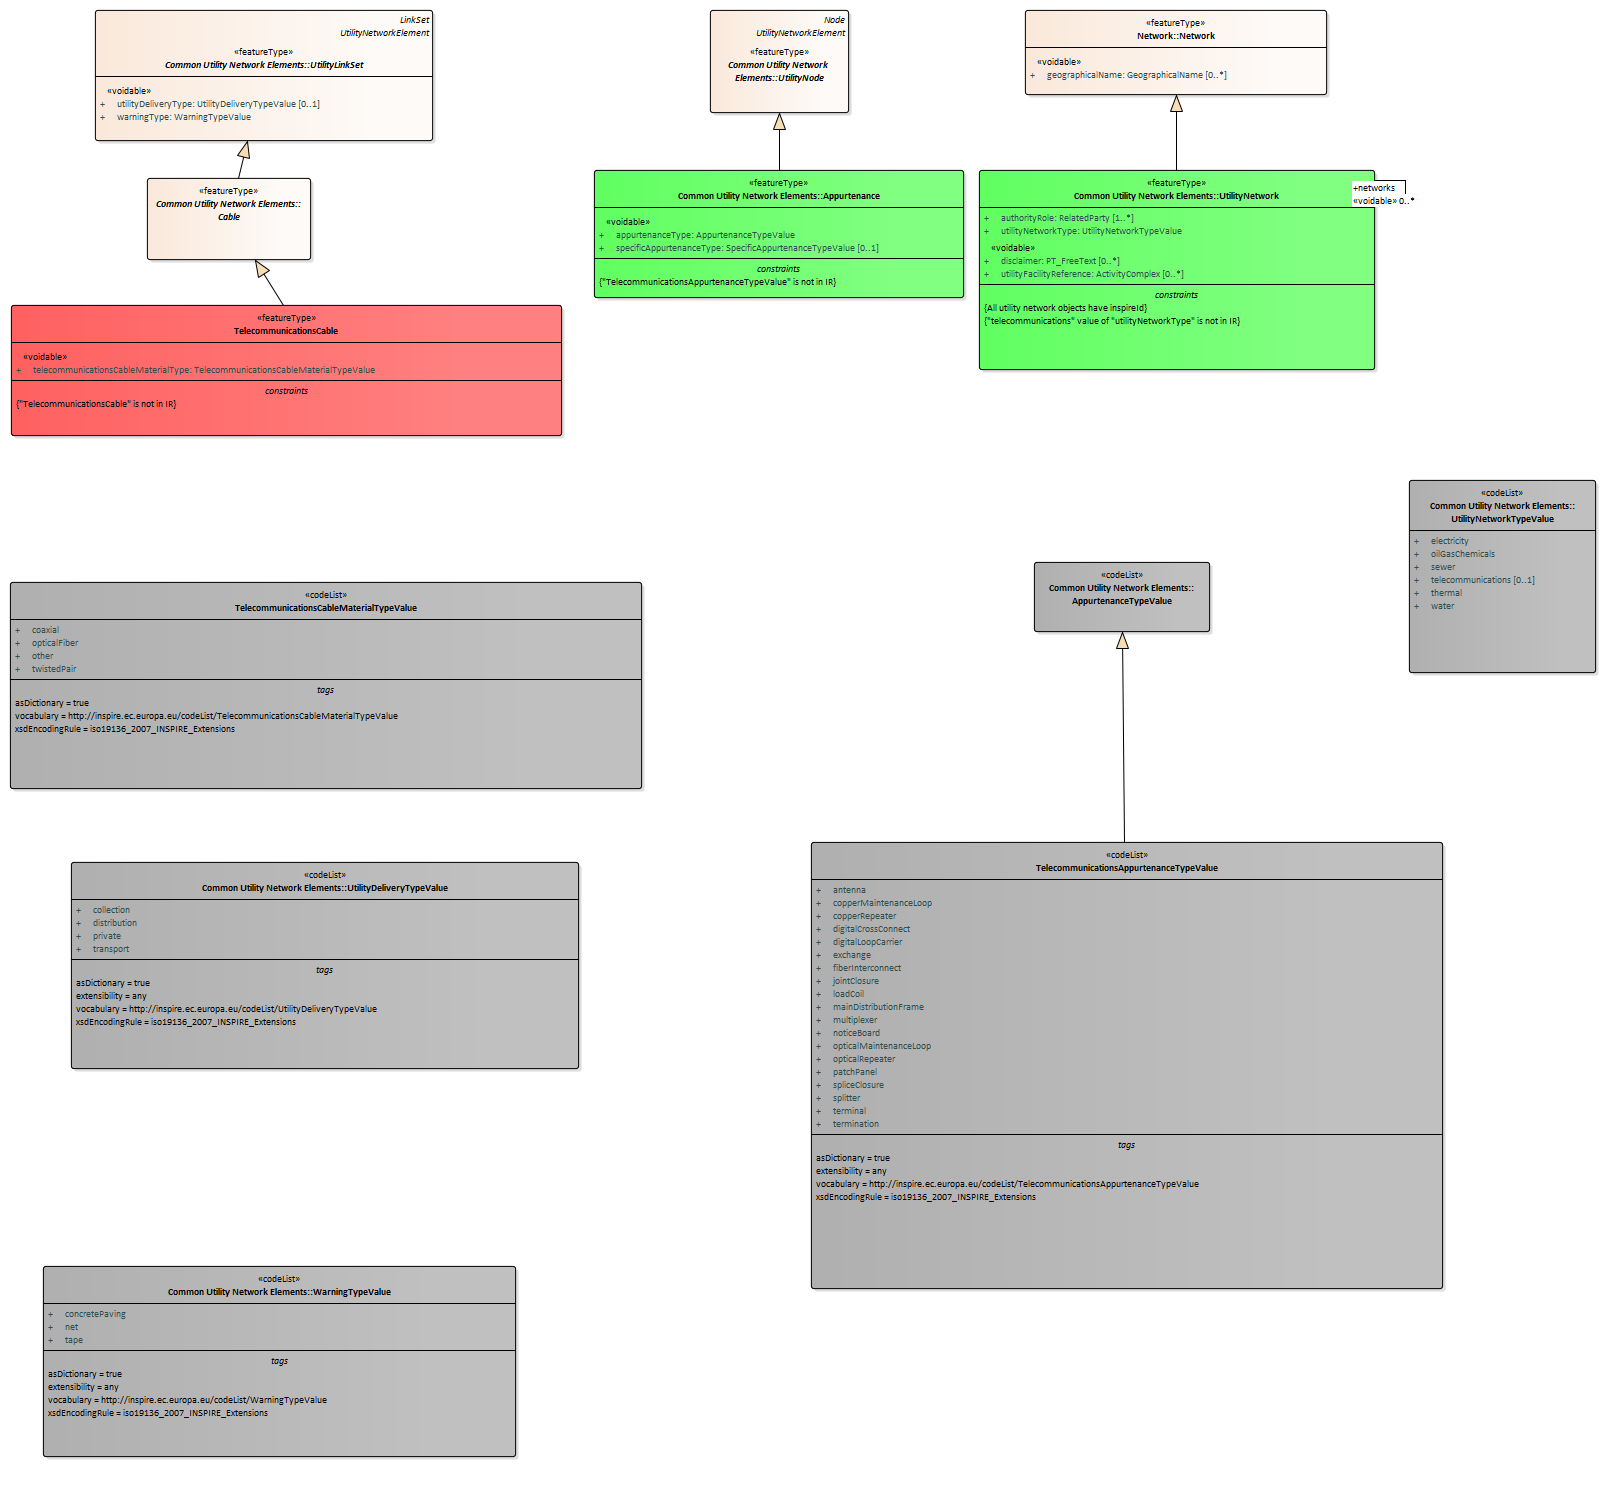 LinkSet
UtilityNetworkElement
«featureType»
Common Utility Network Elements::UtilityLinkSet
«voidable»
+ utilityDeliveryType: UtilityDeliveryTypeValue [0..1]
+ warningType: WarningTypeValue
Node
UtilityNetworkElement
«featureType»
Common Utility Network
Elements::UtilityNode
«featureType»
Network::Network
«voidable»
+ geographicalName: GeographicalName [0..*]
«featureType»
Common Utility Network Elements::
Cable
«featureType»
Common Utility Network Elements::Appurtenance
«voidable»
+ appurtenanceType: AppurtenanceTypeValue
+ specificAppurtenanceType: SpecificAppurtenanceTypeValue [0..1]
constraints
{"TelecommunicationsAppurtenanceTypeValue" is not in IR}
«featureType»
Common Utility Network Elements::UtilityNetwork
+ authorityRole: RelatedParty [1..*]
+ utilityNetworkType: UtilityNetworkTypeValue
«voidable»
+ disclaimer: PT_FreeText [0..*]
+ utilityFacilityReference: ActivityComplex [0..*]
constraints
{All utility network objects have inspireId}
{"telecommunications" value of "utilityNetworkType" is not in IR}
+networks
«voidable» 0..*
«featureType»
TelecommunicationsCable
«voidable»
+ telecommunicationsCableMaterialType: TelecommunicationsCableMaterialTypeValue
constraints
{"TelecommunicationsCable" is not in IR}
«codeList»
Common Utility Network Elements::
UtilityNetworkTypeValue
+ electricity
+ oilGasChemicals
+ sewer
+ telecommunications [0..1]
+ thermal
+ water
«codeList»
Common Utility Network Elements::
AppurtenanceTypeValue
«codeList»
TelecommunicationsCableMaterialTypeValue
+ coaxial
+ opticalFiber
+ other
+ twistedPair
tags
asDictionary = true
vocabulary = http://inspire.ec.europa.eu/codeList/TelecommunicationsCableMaterialTypeValue
xsdEncodingRule = iso19136_2007_INSPIRE_Extensions
«codeList»
Common Utility Network Elements::UtilityDeliveryTypeValue
+ collection
+ distribution
+ private
+ transport
tags
asDictionary = true
extensibility = any
vocabulary = http://inspire.ec.europa.eu/codeList/UtilityDeliveryTypeValue
xsdEncodingRule = iso19136_2007_INSPIRE_Extensions
«codeList»
TelecommunicationsAppurtenanceTypeValue
+ antenna
+ copperMaintenanceLoop
+ copperRepeater
+ digitalCrossConnect
+ digitalLoopCarrier
+ exchange
+ fiberInterconnect
+ jointClosure
+ loadCoil
+ mainDistributionFrame
+ multiplexer
+ noticeBoard
+ opticalMaintenanceLoop
+ opticalRepeater
+ patchPanel
+ spliceClosure
+ splitter
+ terminal
+ termination
tags
asDictionary = true
extensibility = any
vocabulary = http://inspire.ec.europa.eu/codeList/TelecommunicationsAppurtenanceTypeValue
xsdEncodingRule = iso19136_2007_INSPIRE_Extensions
«codeList»
Common Utility Network Elements::WarningTypeValue
+ concretePaving
+ net
+ tape
tags
asDictionary = true
extensibility = any
vocabulary = http://inspire.ec.europa.eu/codeList/WarningTypeValue
xsdEncodingRule = iso19136_2007_INSPIRE_Extensions